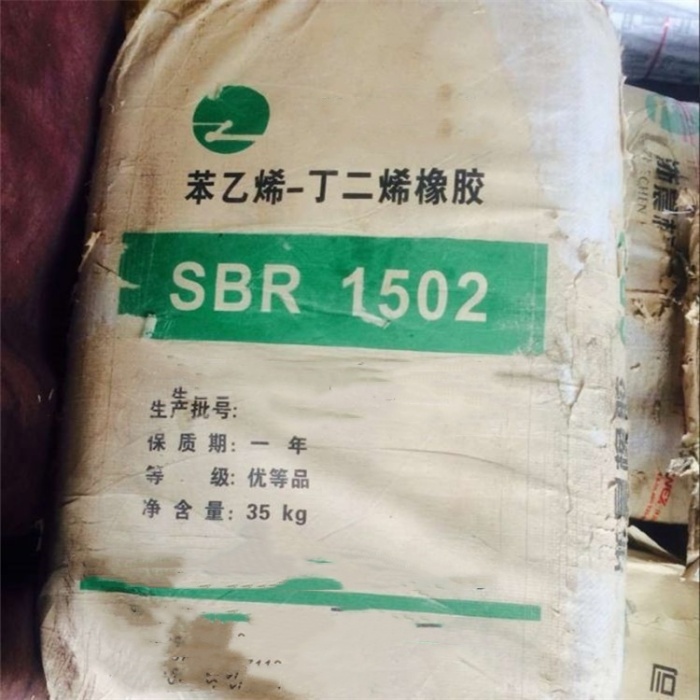 苯乙烯-丁二烯橡胶
SBR 1502
生产批号:
保质期: 一年
等 级: 优等品
净含量: 35 kg